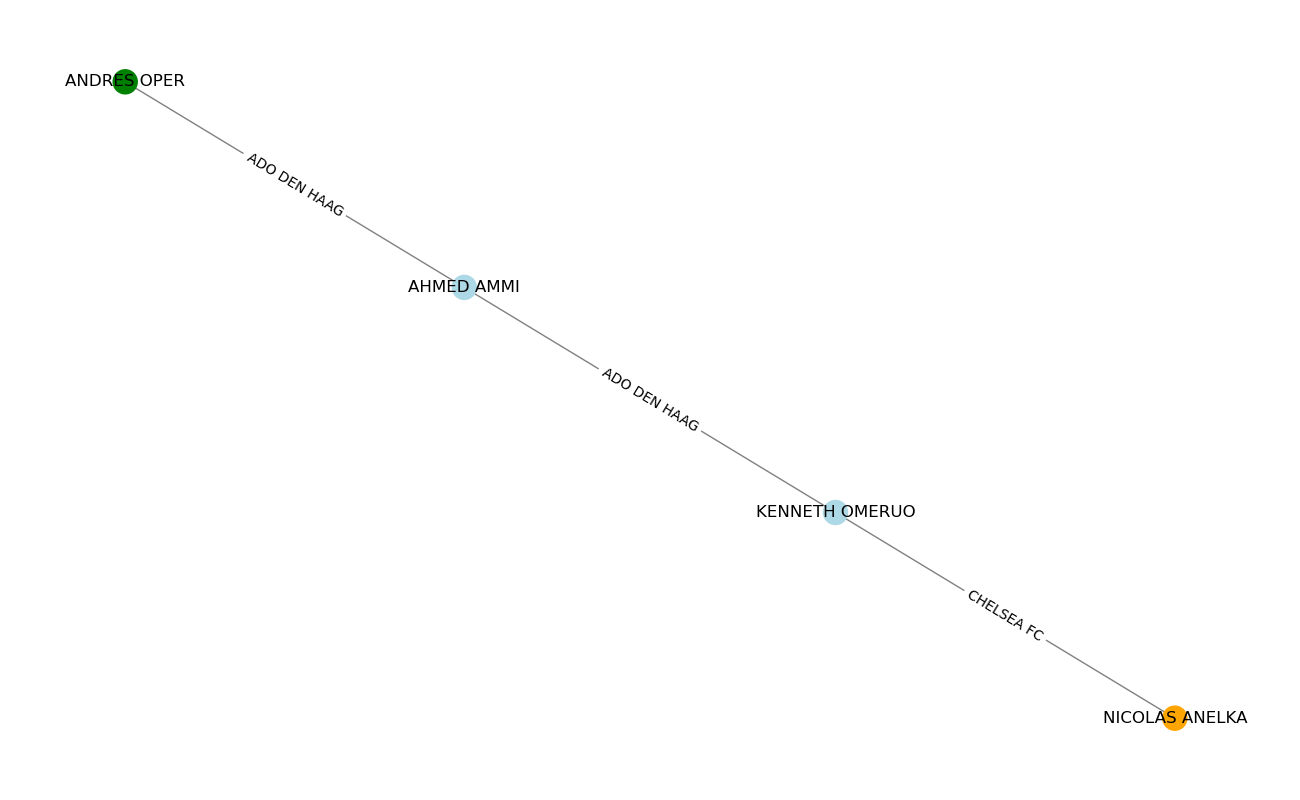 ANDRES OPER
ADO DEN HAAG
AHMED AMMI
ADO DEN HAAG
KENNETH OMERUO
CHELSEA FC
NICOLAS ANELKA